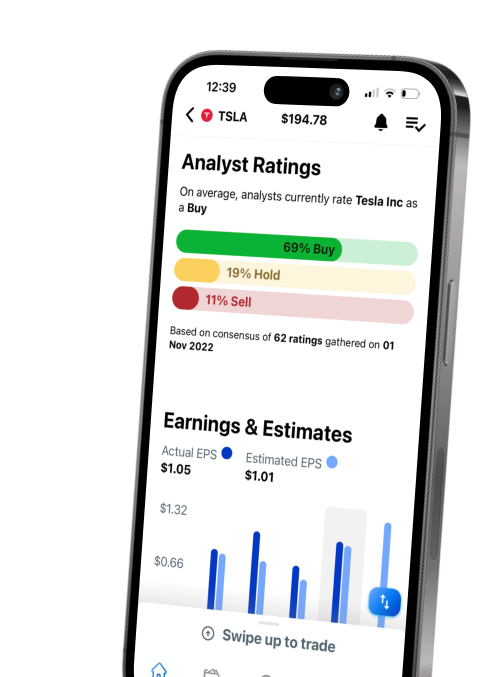 12:39
TSLA $194.78
Analyst Ratings
On average, analysts currently rate Tesla Inc as
a Buy
69% Buy
19% Hold
11% Sell
Based on consensus of 62 ratings gathered on 01
Nov 2022
Earnings & Estimates
Actual EPS Estimated EPS
$1.05 $1.01
$1.32
$0.66
Swipe up to trade